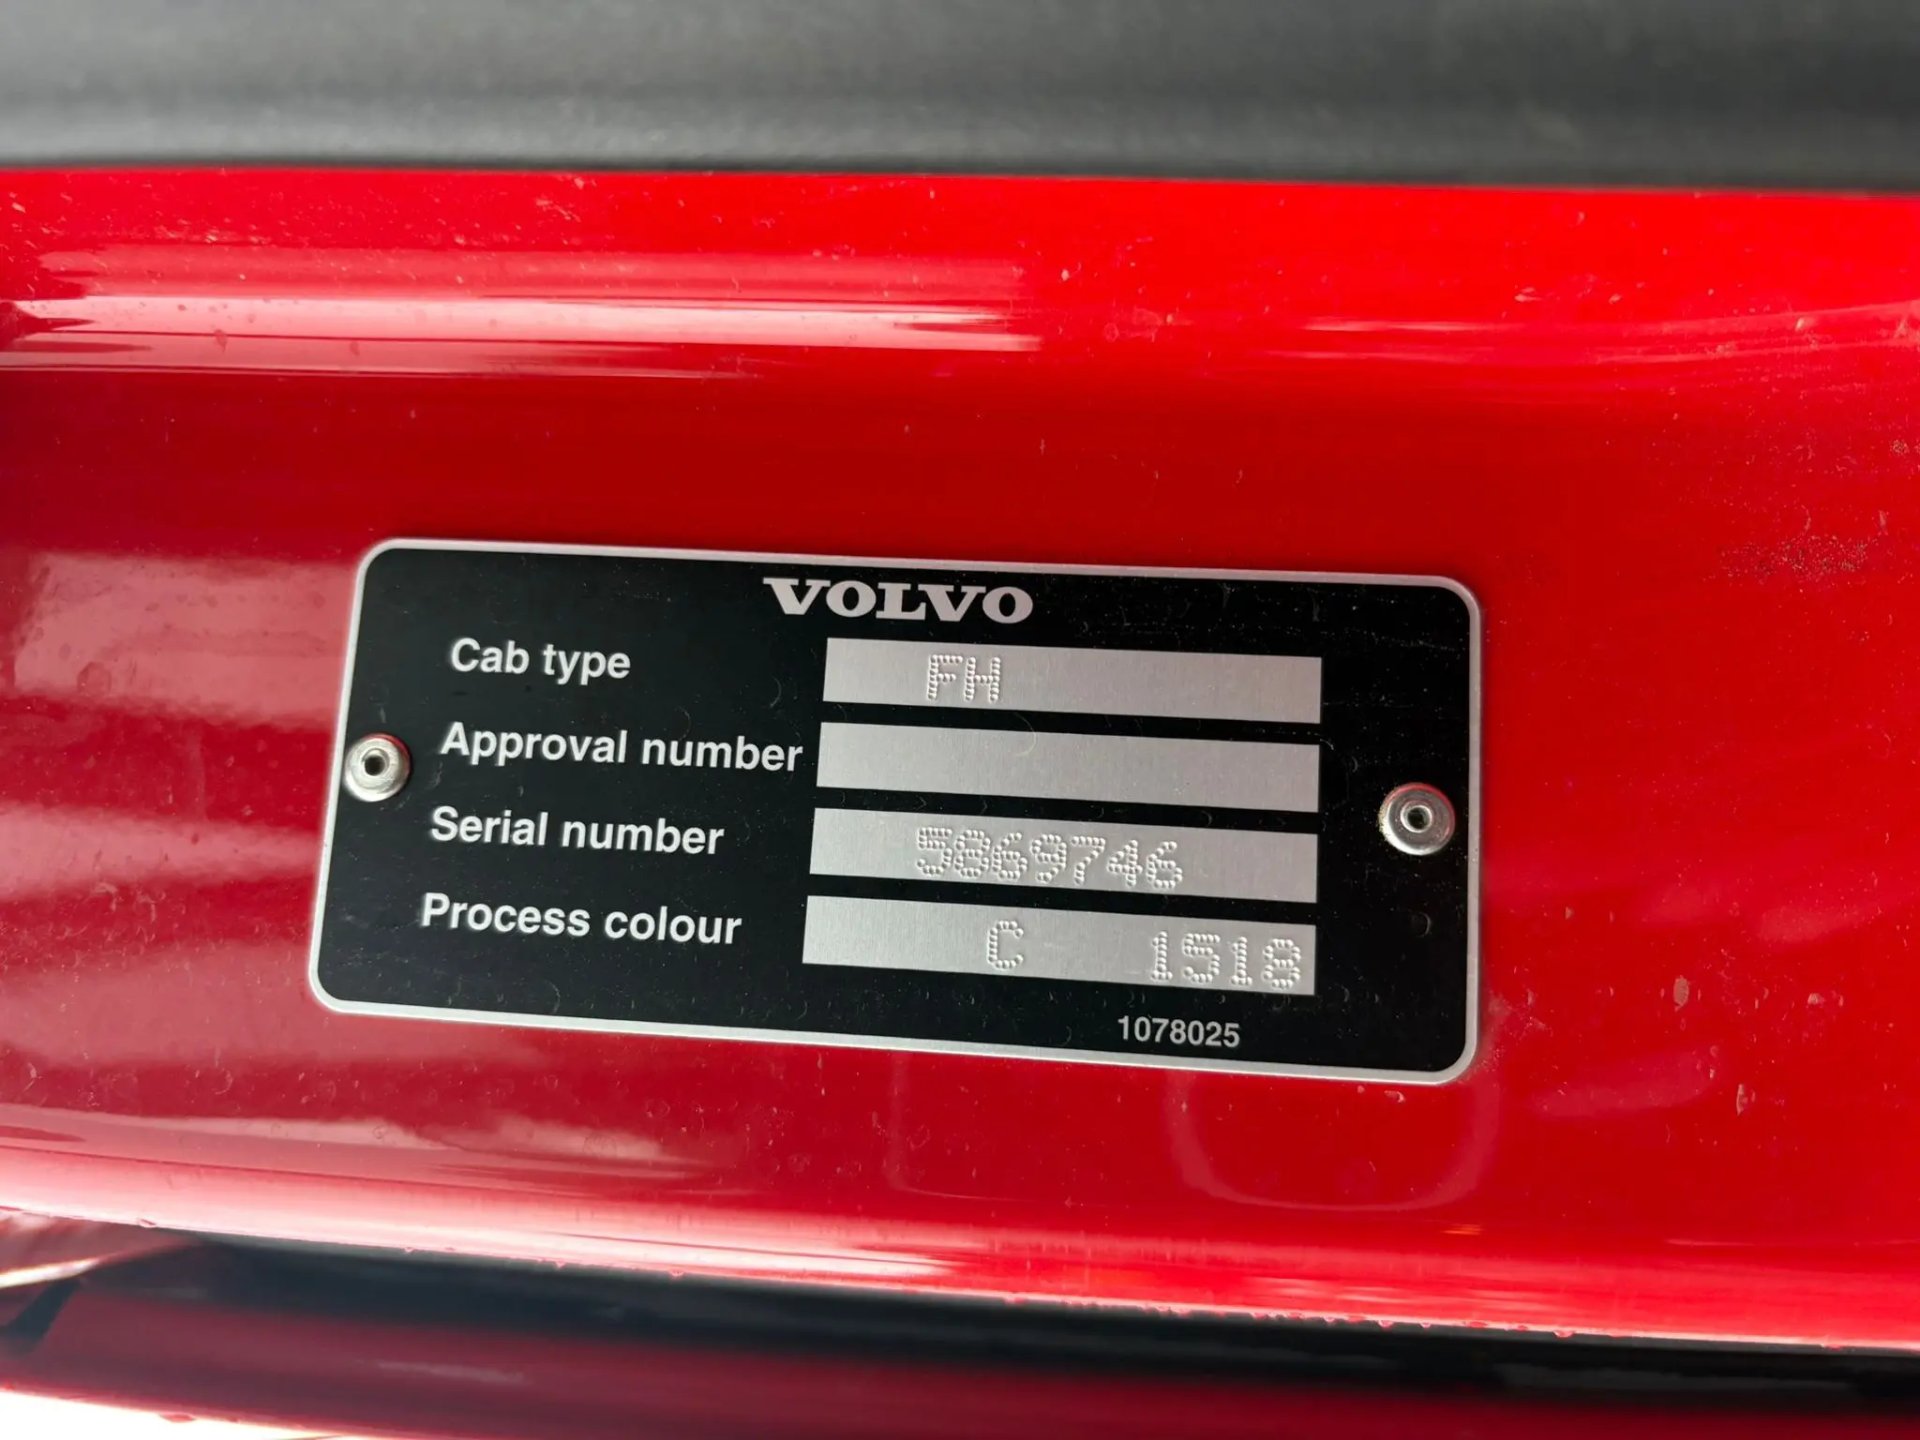 VOLVO
Cab type FH
Approval number
Serial number 5869746
Process colour C 1518
1078025